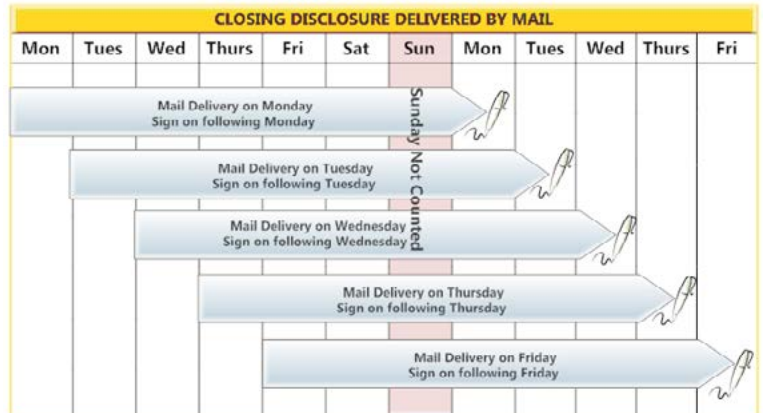 CLOSING DISCLOSURE DELIVERED BY MAIL
Mon Tues Wed Thurs Fri Sat Sun Mon Tues Wed Thurs Fri
Mail Delivery on Monday
Sign on following Monday
Sunday Not Counted
Mail Delivery on Tuesday
Sign on following Tuesday
Mail Delivery on Wednesday
Sign on following Wednesday
Mail Delivery on Thursday
Sign on following Thursday
Mail Delivery on Friday
Sign on following Friday